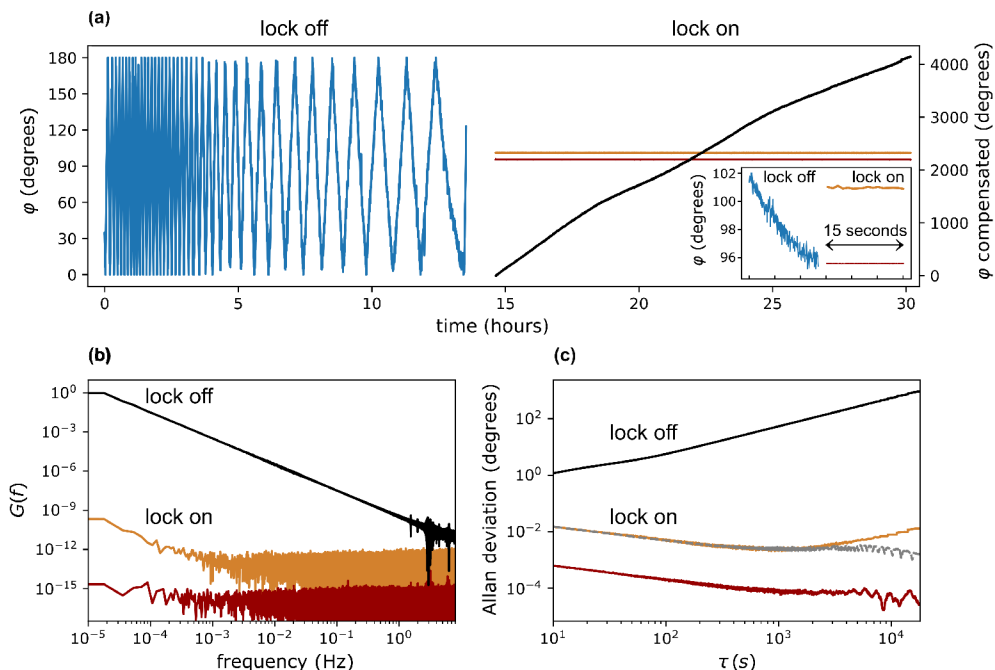 (a)
lock off
lock on
180
150
120
90
60
30
0
φ (degrees)
0
5
10
15
20
25
30
time (hours)
4000
3000
2000
1000
0
φ compensated (degrees)
102
100
98
96
φ (degrees)
lock off
lock on
15 seconds
(b)
10⁰
10⁻³
10⁻⁶
10⁻⁹
10⁻¹²
10⁻¹⁵
G(f)
lock off
lock on
10⁻⁵
10⁻⁴
10⁻³
10⁻²
10⁻¹
10⁰
frequency (Hz)
(c)
10²
10⁰
10⁻²
10⁻⁴
Allan deviation (degrees)
lock off
lock on
10¹
10²
10³
10⁴
τ(s)